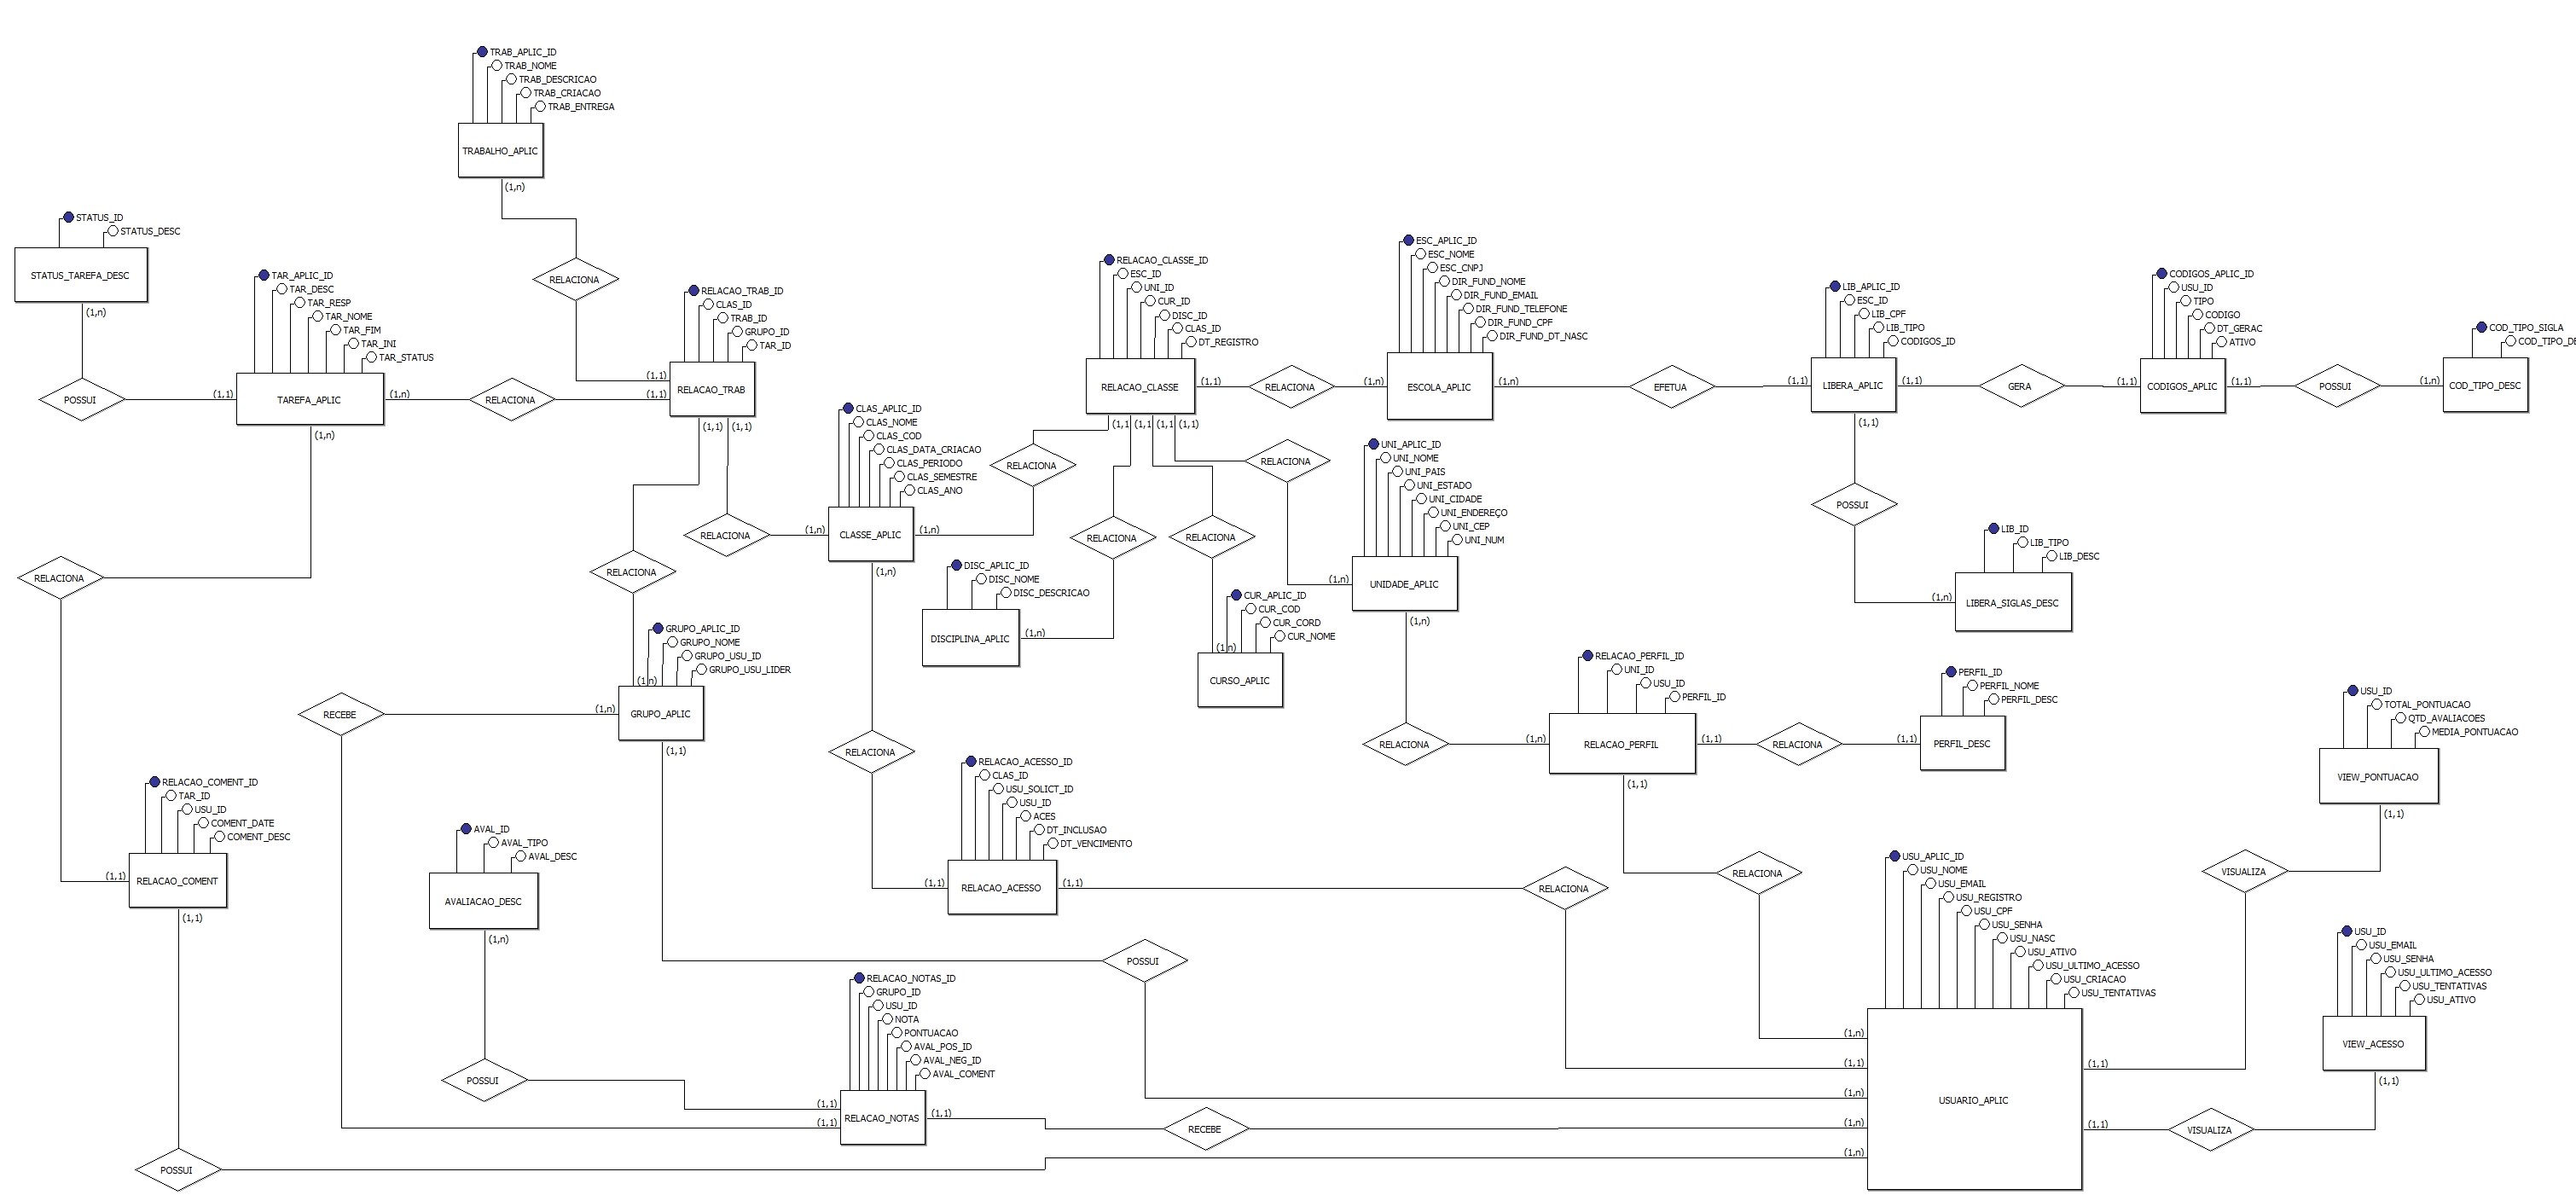 TRAB_APLIC_ID
TRAB_NOME
TRAB_DESCRICAO
TRAB_CRIACAO
TRAB_ENTREGA
TRABALHO_APLIC
(1,n)
RELACIONA
STATUS_ID
STATUS_DESC
STATUS_TAREFA_DESC
(1,n)
POSSUI
(1,1)
TAR_APLIC_ID
TAR_DESC
TAR_RESP
TAR_NOME
TAR_FIM
TAR_INI
TAR_STATUS
TAREFA_APLIC
(1,n)
(1,n)
RELACIONA
RELACAO_TRAB_ID
CLAS_ID
TRAB_ID
GRUPO_ID
TAR_ID
(1,1)
(1,1)
RELACAO_TRAB
(1,1)
(1,1)
RELACIONA
(1,n)
CLAS_APLIC_ID
CLAS_NOME
CLAS_COD
CLAS_DATA_CRIACAO
CLAS_PERIODO
CLAS_SEMESTRE
CLAS_ANO
CLASSE_APLIC
(1,n)
(1,n)
RELACIONA
RELACAO_CLASSE_ID
ESC_ID
UNI_ID
CUR_ID
DISC_ID
CLAS_ID
DT_REGISTRO
RELACAO_CLASSE
(1,1)
(1,1
(1,1
(1,1
(1,1)
RELACIONA
(1,n)
ESC_APLIC_ID
ESC_NOME
ESC_CNPJ
DIR_FUND_NOME
DIR_FUND_EMAIL
DIR_FUND_TELEFONE
DIR_FUND_CPF
DIR_FUND_DT_NASC
ESCOLA_APLIC
(1,n)
EFETUA
(1,1)
LIB_APLIC_ID
ESC_ID
LIB_CPF
LIB_TIPO
CODIGOS_ID
LIBERA_APLIC
(1,1)
(1,1)
GERA
(1,1)
CODIGOS_APLIC_ID
USU_ID
TIPO
CODIGO
DT_GERAC
ATIVO
CODIGOS_APLIC
(1,1)
POSSUI
(1,n)
COD_TIPO_SIGLA
COD_TIPO_DE
COD_TIPO_DESC
POSSUI
(1,n)
LIB_ID
LIB_TIPO
LIB_DESC
LIBERA_SIGLAS_DESC
RELACIONA
DISC_APLIC_ID
DISC_NOME
DISC_DESCRICAO
DISCIPLINA_APLIC
(1,n)
RELACIONA
CUR_APLIC_ID
CUR_COD
CUR_CORD
CUR_NOME
(1,n)
CURSO_APLIC
RELACIONA
(1,n)
UNI_APLIC_ID
UNI_NOME
UNI_PAIS
UNI_ESTADO
UNI_CIDADE
UNI_ENDEREÇO
UNI_CEP
UNI_NUM
UNIDADE_APLIC
(1,n)
RELACIONA
RELACIONA
RELACIONA
GRUPO_APLIC_ID
GRUPO_NOME
GRUPO_USU_ID
GRUPO_USU_LIDER
(1,n)
(1,n)
GRUPO_APLIC
(1,1)
RECEBE
RELACIONA
(1,n)
RELACAO_PERFIL_ID
UNI_ID
USU_ID
PERFIL_ID
RELACAO_PERFIL
(1,1)
(1,1)
RELACIONA
(1,1)
PERFIL_ID
PERFIL_NOME
PERFIL_DESC
PERFIL_DESC
USU_ID
TOTAL_PONTUACAO
QTD_AVALIACOES
MEDIA_PONTUACAO
VIEW_PONTUACAO
(1,1)
VISUALIZA
RELACAO_COMENT_ID
TAR_ID
USU_ID
COMENT_DATE
COMENT_DESC
(1,1)
RELACAO_COMENT
(1,1)
AVAL_ID
AVAL_TIPO
AVAL_DESC
AVALIACAO_DESC
(1,n)
RELACAO_ACESSO_ID
CLAS_ID
USU_SOLICT_ID
USU_ID
ACES
DT_INCLUSAO
DT_VENCIMENTO
(1,1)
RELACAO_ACESSO
(1,1)
RELACIONA
RELACIONA
POSSUI
USU_APLIC_ID
USU_NOME
USU_EMAIL
USU_REGISTRO
USU_CPF
USU_SENHA
USU_NASC
USU_ATIVO
USU_ULTIMO_ACESSO
USU_CRIACAO
USU_TENTATIVAS
(1,n)
(1,1)
(1,n)
(1,n)
(1,n)
USUARIO_APLIC
(1,1)
(1,1)
USU_ID
USU_EMAIL
USU_SENHA
USU_ULTIMO_ACESSO
USU_TENTATIVAS
USU_ATIVO
VIEW_ACESSO
(1,1)
VISUALIZA
RELACAO_NOTAS_ID
GRUPO_ID
USU_ID
NOTA
PONTUACAO
AVAL_POS_ID
AVAL_NEG_ID
AVAL_COMENT
POSSUI
(1,1)
(1,1)
RELACAO_NOTAS
(1,1)
RECEBE
POSSUI